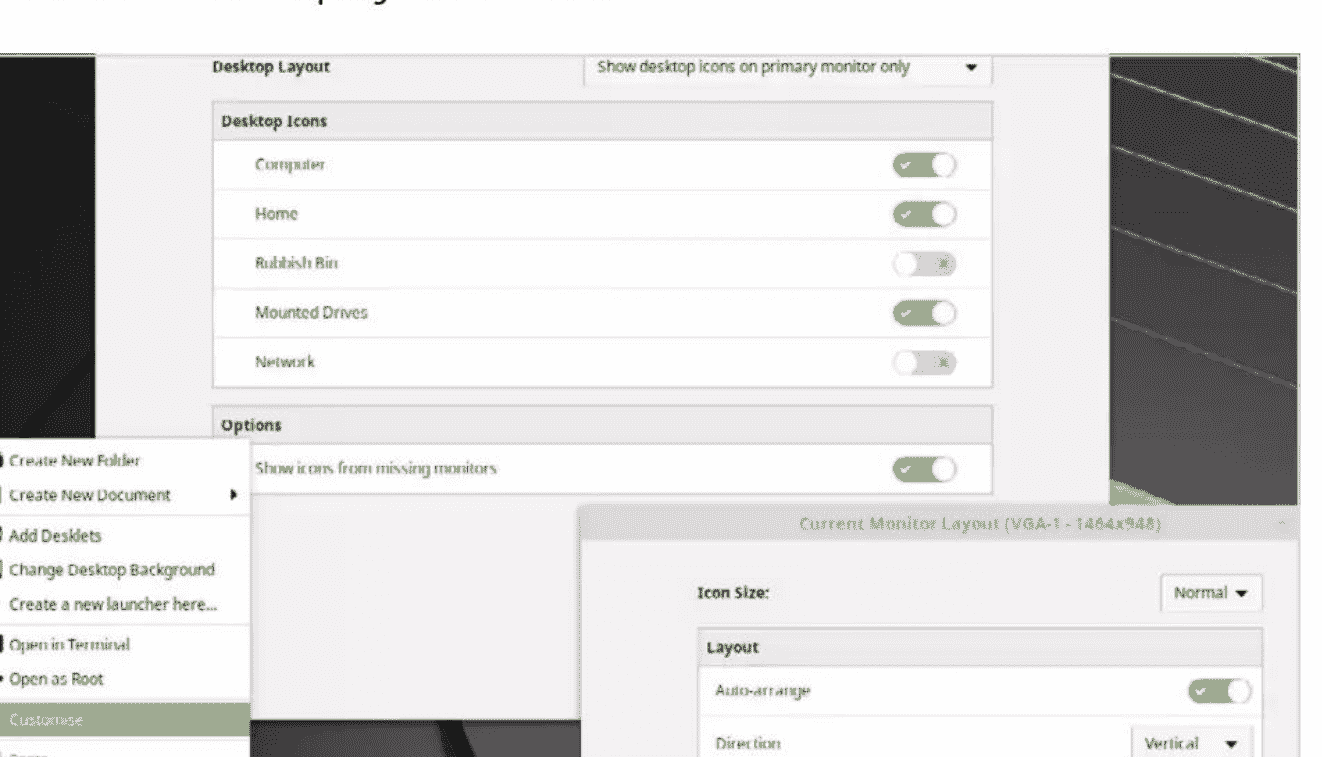 Desktop Layout
Show desktop icons on primary monitor only
Desktop Icons
Computer
Home
Rubbish Bin
Mounted Drives
Network
Options
Show icons from missing monitors
Create New Folder
Create New Document
Add Desklets
Change Desktop Background
Create a new launcher here...
Open in Terminal
Open as Root
Customise
Current Monitor Layout (VGA-1 - 1464x948)
Icon Size:
Normal
Layout
Auto-arrange
Direction
Vertical